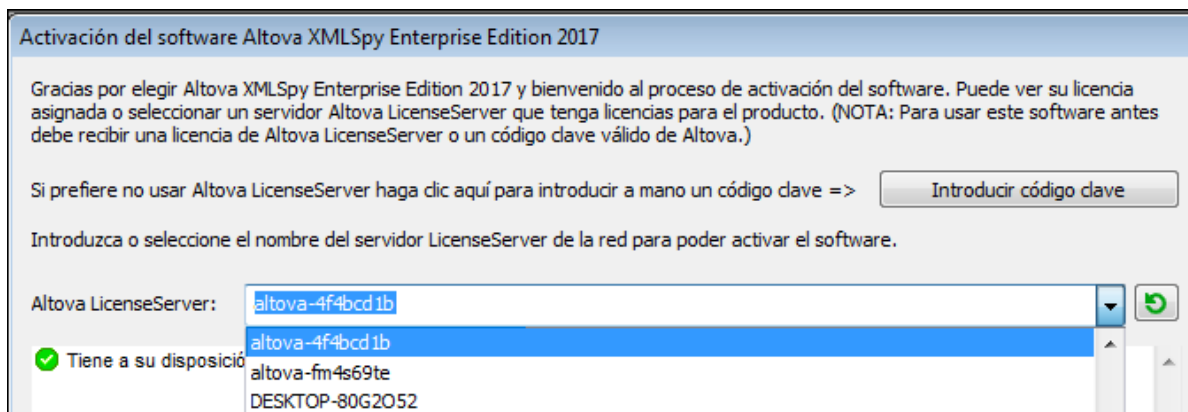 Activación del software Altova XMLSpy Enterprise Edition 2017
Gracias por elegir Altova XMLSpy Enterprise Edition 2017 y bienvenido al proceso de activación del software. Puede ver su licencia
asignada o seleccionar un servidor Altova LicenseServer que tenga licencias para el producto. (NOTA: Para usar este software antes
debe recibir una licencia de Altova LicenseServer o un código clave válido de Altova.)
Si prefiere no usar Altova LicenseServer haga clic aquí para introducir a mano un código clave => Introducir código clave
Introduzca o seleccione el nombre del servidor LicenseServer de la red para poder activar el software.
Altova LicenseServer: altova-4f4bcd1b
altova-4f4bcd1b
Tiene a su disposició
altova-fm4s69te
DESKTOP-80G2O52